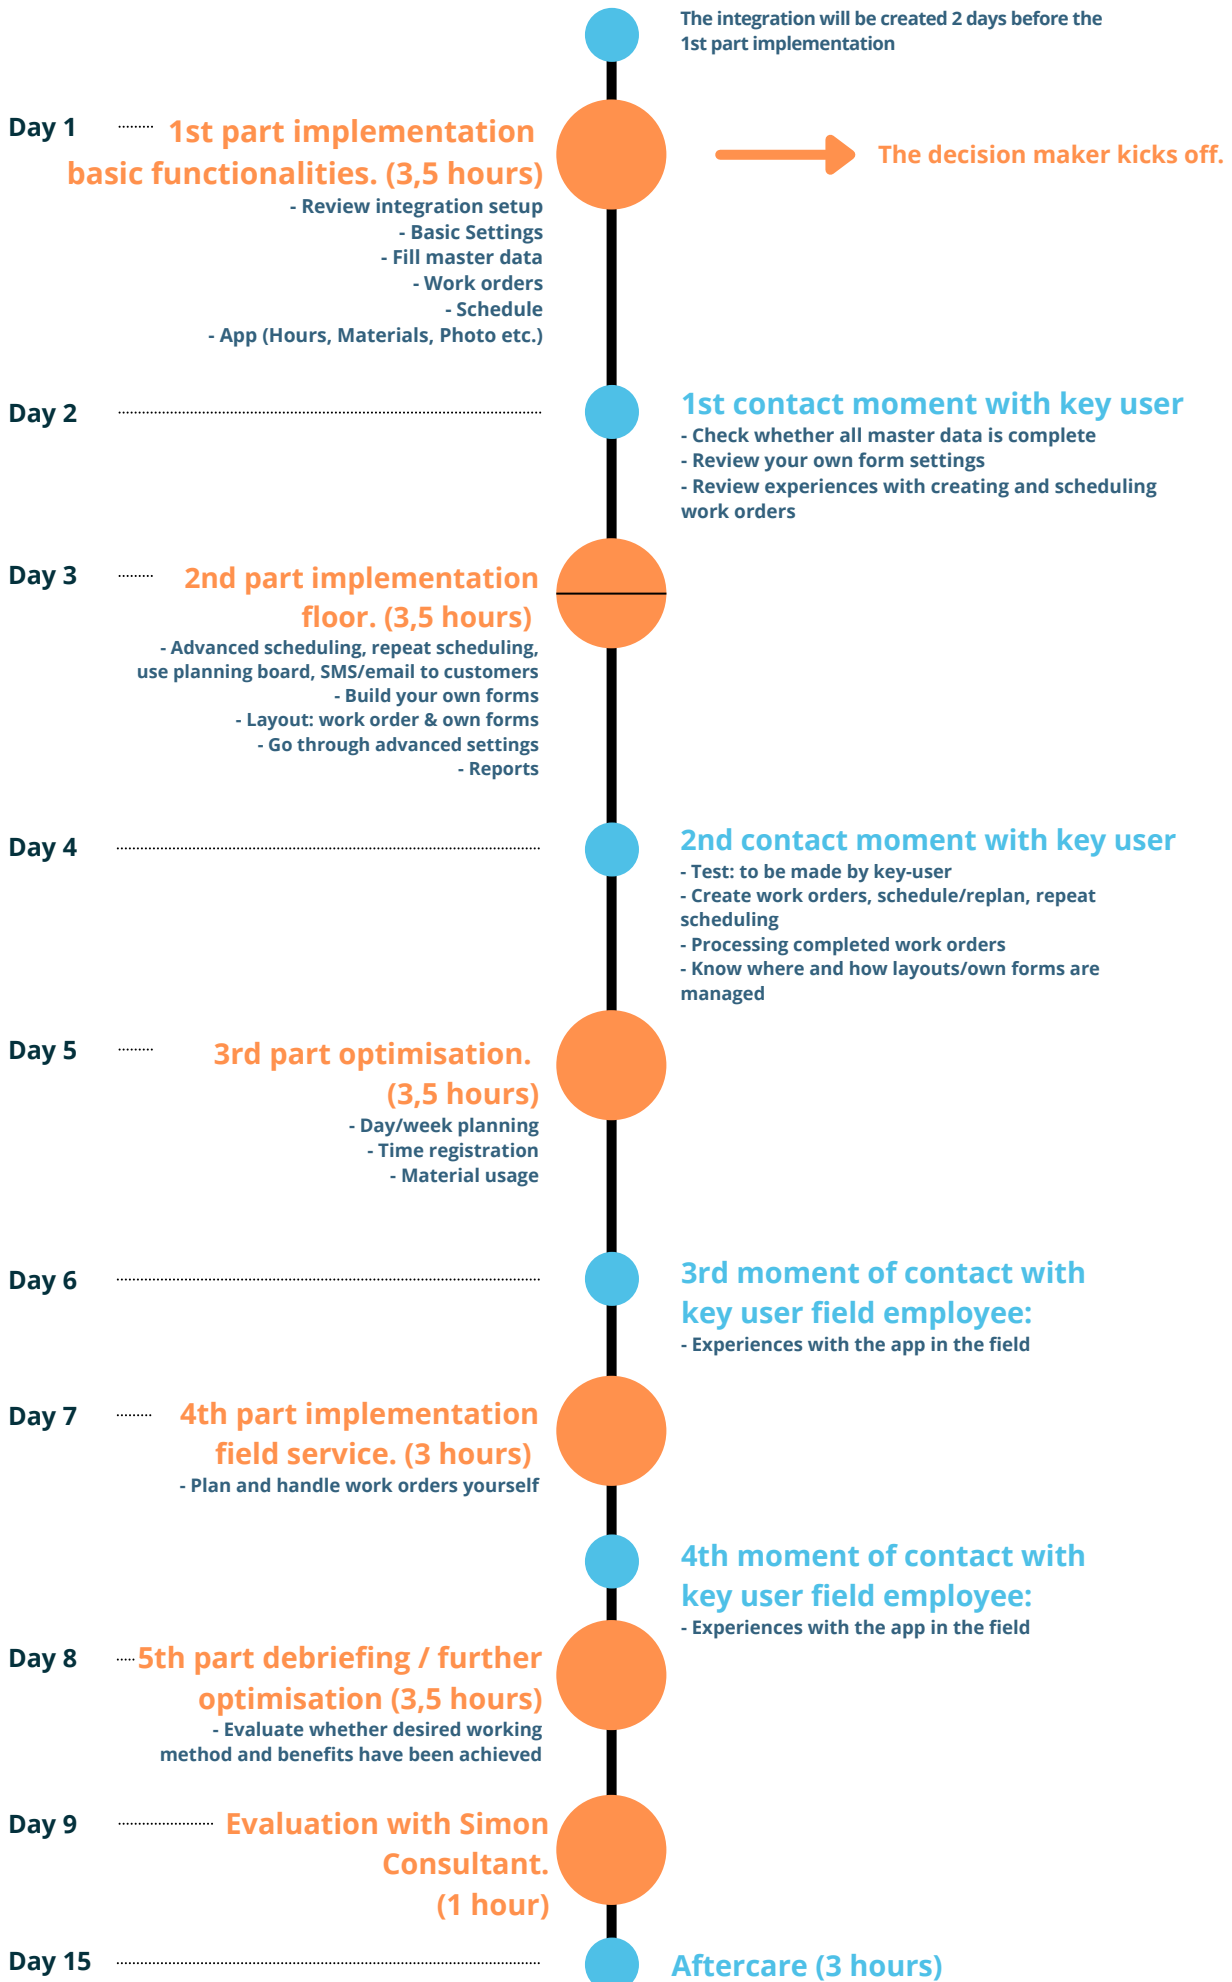 The integration will be created 2 days before the
1st part implementation
Day 1
1st part implementation
basic functionalities. (3,5 hours)
The decision maker kicks off.
- Review integration setup
- Basic Settings
- Fill master data
- Work orders
- Schedule
- App (Hours, Materials, Photo etc.)
Day 2
1st contact moment with key user
- Check whether all master data is complete
- Review your own form settings
- Review experiences with creating and scheduling
work orders
Day 3
2nd part implementation
floor. (3,5 hours)
- Advanced scheduling, repeat scheduling,
use planning board, SMS/email to customers
- Build your own forms
- Layout: work order & own forms
- Go through advanced settings
- Reports
Day 4
2nd contact moment with key user
- Test: to be made by key-user
- Create work orders, schedule/replan, repeat
scheduling
- Processing completed work orders
- Know where and how layouts/own forms are
managed
Day 5
3rd part optimisation.
(3,5 hours)
- Day/week planning
- Time registration
- Material usage
Day 6
3rd moment of contact with
key user field employee:
- Experiences with the app in the field
Day 7
4th part implementation
field service. (3 hours)
- Plan and handle work orders yourself
4th moment of contact with
key user field employee:
- Experiences with the app in the field
Day 8
5th part debriefing / further
optimisation (3,5 hours)
- Evaluate whether desired working
method and benefits have been achieved
Day 9
Evaluation with Simon
Consultant.
(1 hour)
Day 15
Aftercare (3 hours)